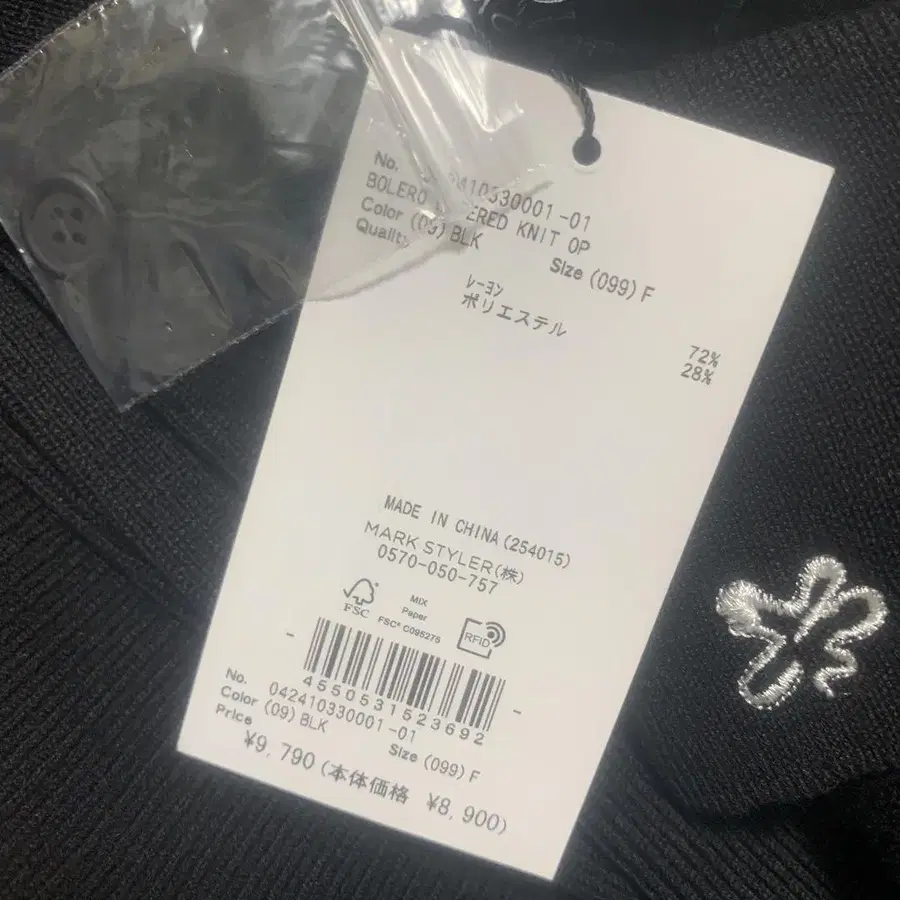 No. 10330001-01
BOLERO ERED KNIT OP
Color (09) BLK
Size (099) F
Quality
レーヨン 72%
ポリエステル 28%
MADE IN CHINA (254015)
MARK STYLER(株)
0570-050-757
FSC
MIX
Paper
FSC® C095275
RFID
4550531523692
No. 042410330001-01
Color (09) BLK
Size (099) F
Price
¥9,790 (本体価格 ¥8,900)